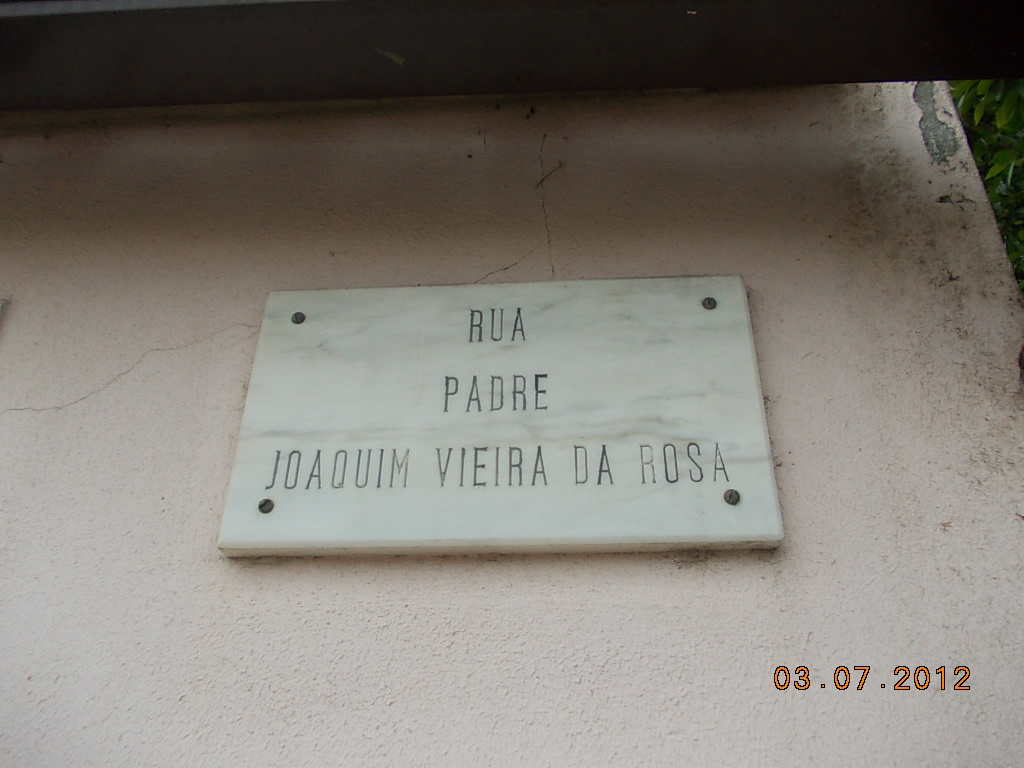 RUA
PADRE
JOAQUIM VIEIRA DA ROSA
03.07.2012